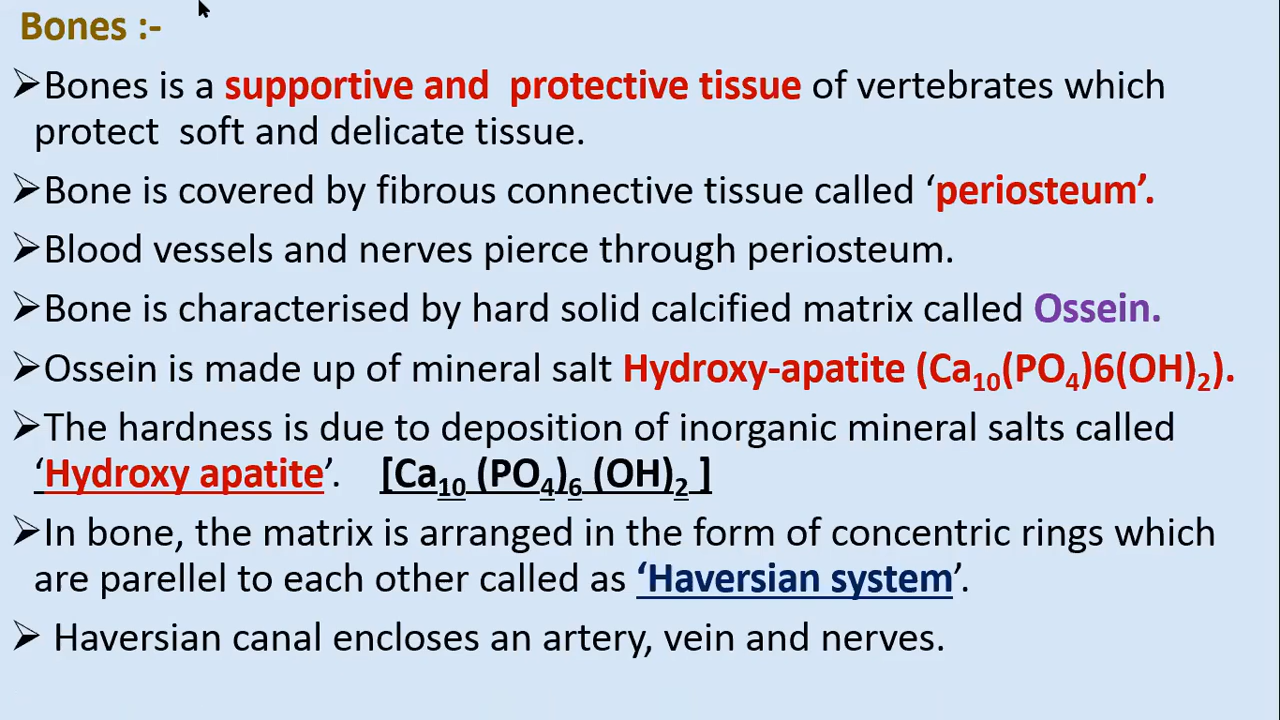 Bones :-
➢Bones is a supportive and protective tissue of vertebrates which
protect soft and delicate tissue.
➢Bone is covered by fibrous connective tissue called ‘periosteum’.
➢Blood vessels and nerves pierce through periosteum.
➢Bone is characterised by hard solid calcified matrix called Ossein.
➢Ossein is made up of mineral salt Hydroxy-apatite (Ca₁₀(PO₄)6(OH)₂).
➢The hardness is due to deposition of inorganic mineral salts called
‘Hydroxy apatite’. [Ca₁₀ (PO₄)₆ (OH)₂ ]
➢In bone, the matrix is arranged in the form of concentric rings which
are parellel to each other called as ‘Haversian system’.
➢ Haversian canal encloses an artery, vein and nerves.